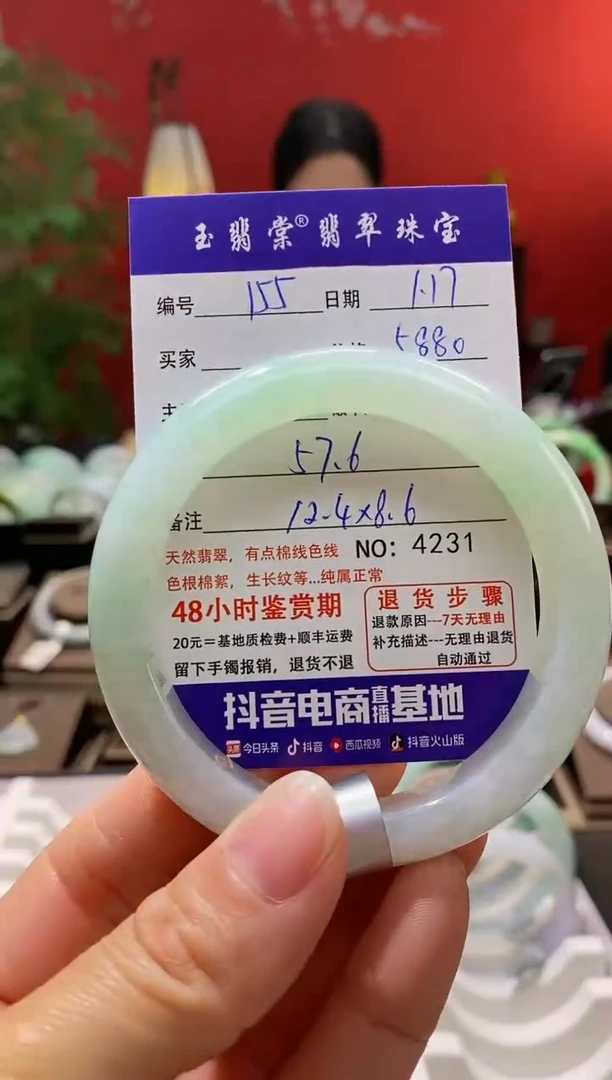 玉翡棠®翡翠珠宝
编号 155 日期 1.17
买家 5880
57.6
备注 12.4x8.6
天然翡翠，有点棉线色线 NO: 4231
色根棉絮，生长纹等...纯属正常
48小时鉴赏期
20元=基地质检费+顺丰运费
留下手镯报销，退货不退
退货步骤
退款原因---7天无理由
补充描述---无理由退货
自动通过
抖音电商直播基地
头条 今日头条 抖音 西瓜视频 抖音火山版